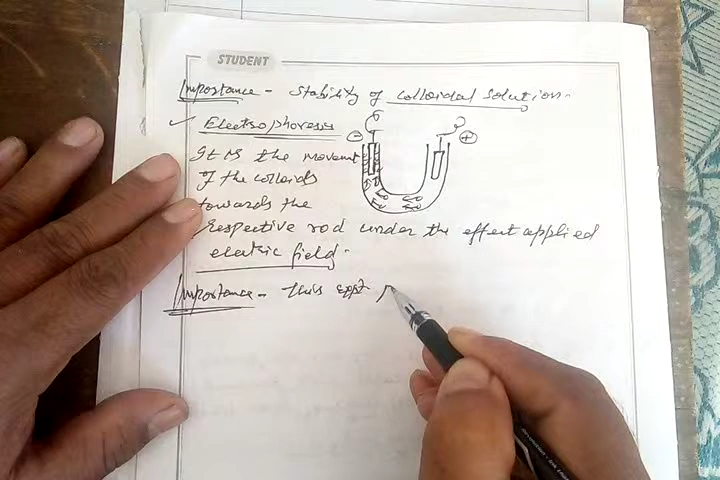 STUDENT
Importance - Stability of colloidal Solution.
Electrophoresis
It is the movement
of the colloids
towards the
respective rod under the effect applied
electric field.
Importance - this expt